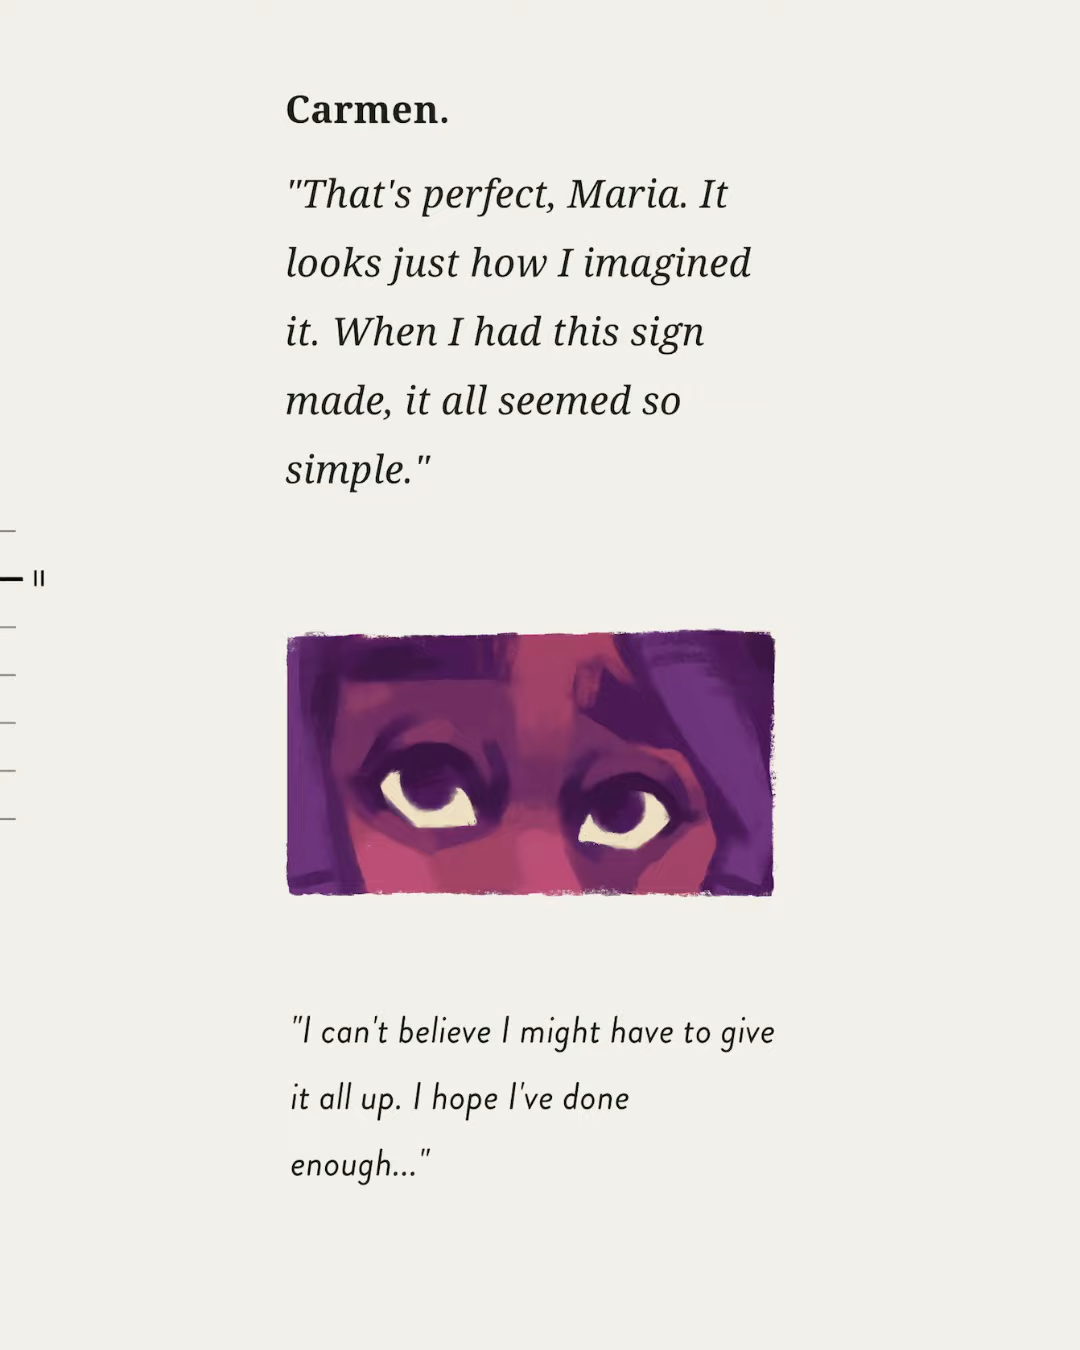 Carmen.
"That's perfect, Maria. It
looks just how I imagined
it. When I had this sign
made, it all seemed so
simple."
II
"I can't believe I might have to give
it all up. I hope I've done
enough..."